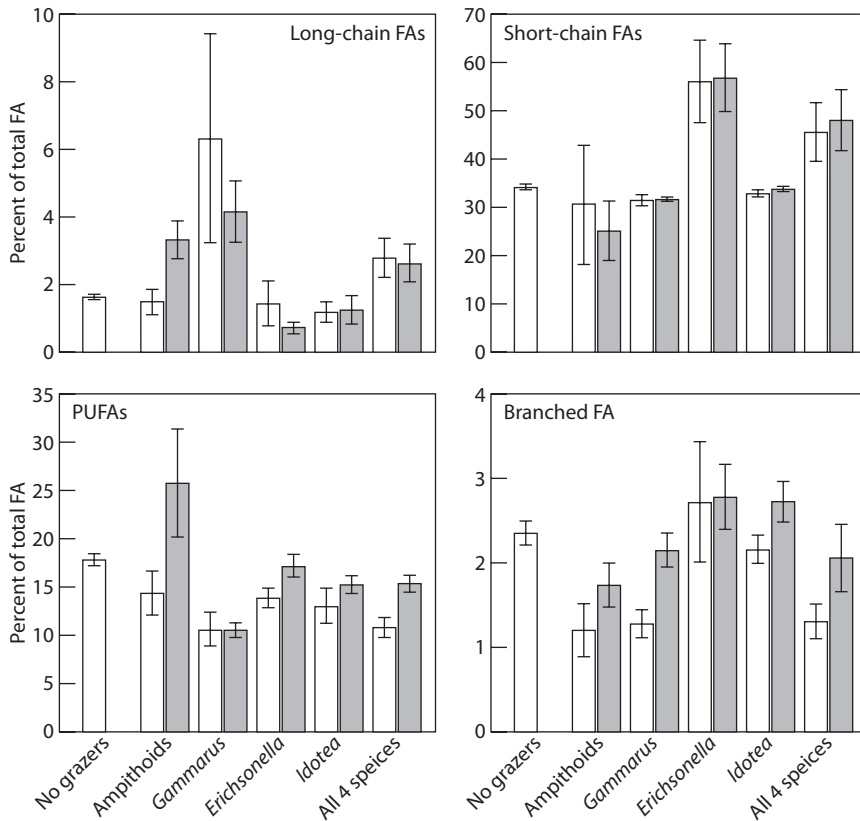 Long-chain FAs
Percent of total FA
10
8
6
4
2
0
Short-chain FAs
70
60
50
40
30
20
10
0
PUFAs
Percent of total FA
35
30
25
20
15
10
5
0
No grazers
Ampithoids
Gammarus
Erichsonella
Idotea
All 4 speices
Branched FA
4
3
2
1
0
No grazers
Ampithoids
Gammarus
Erichsonella
Idotea
All 4 speices